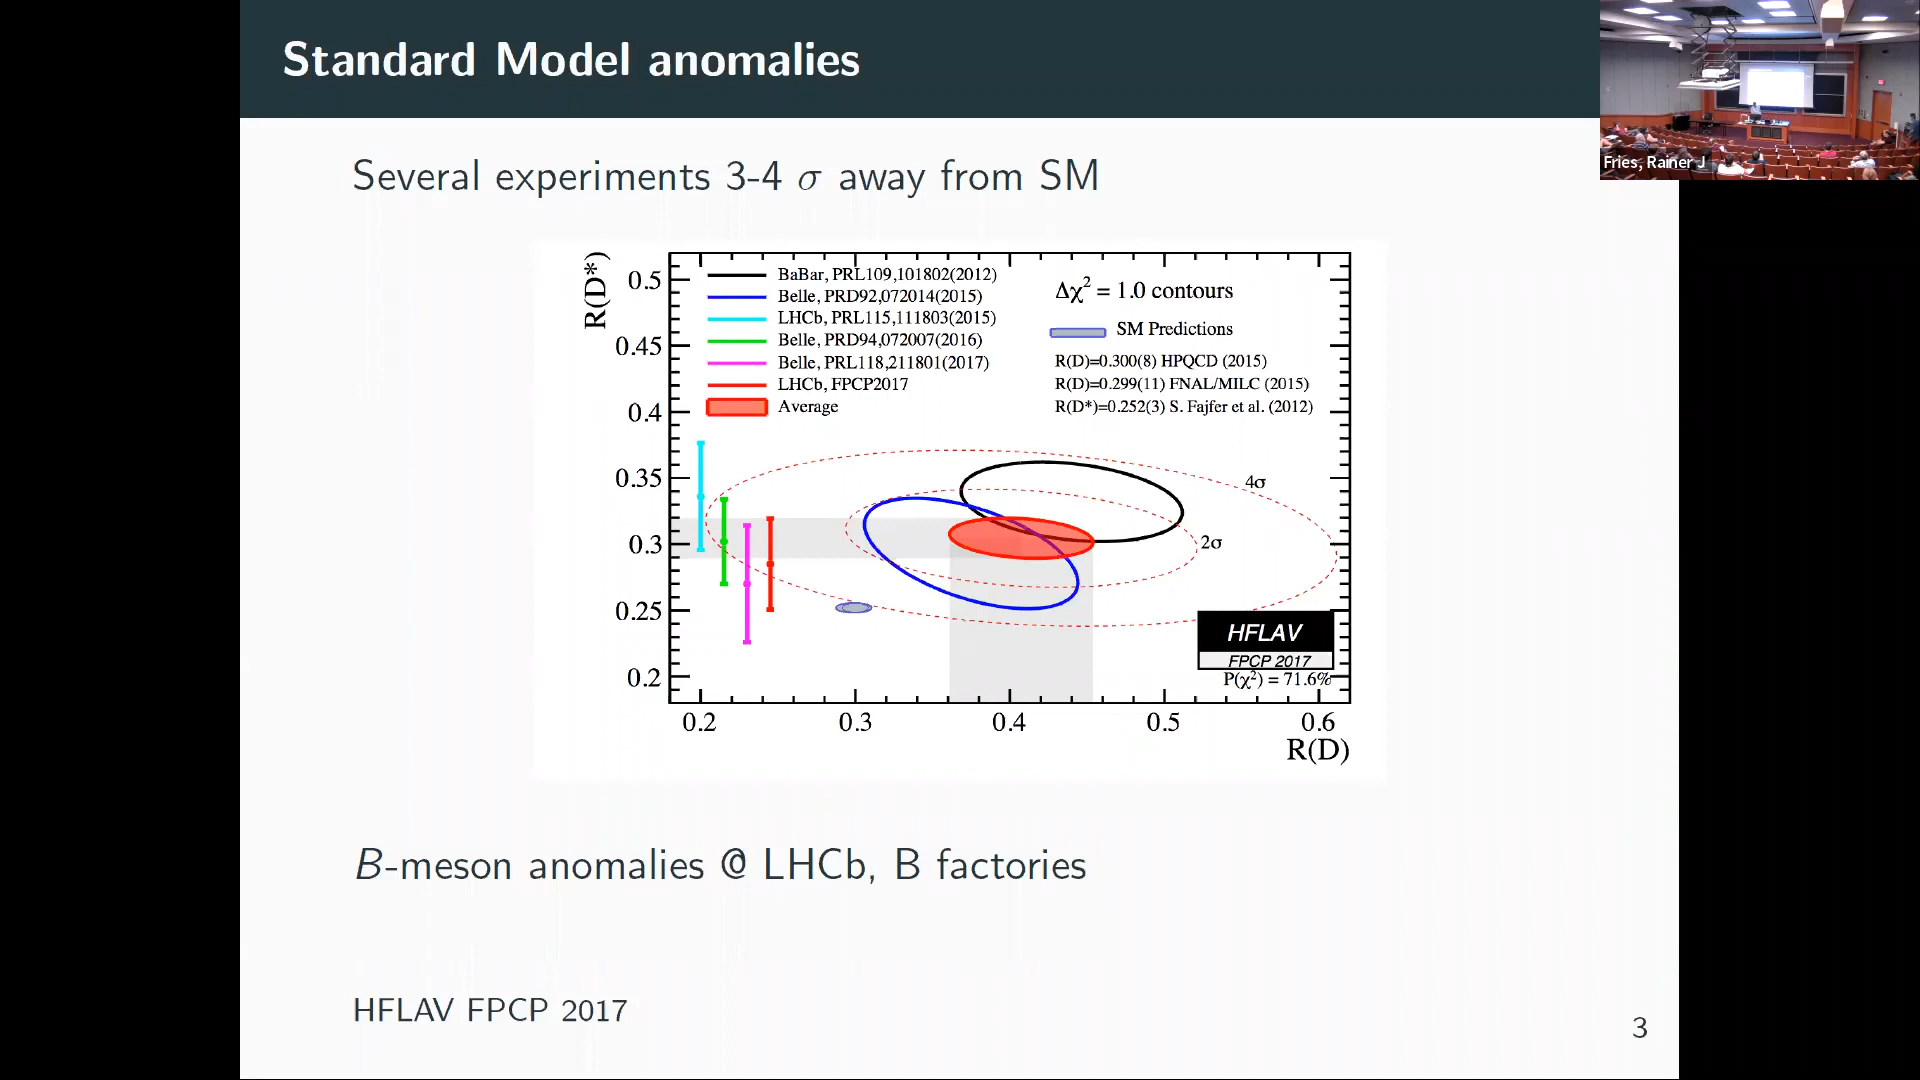 Standard Model anomalies
Fries, Rainer J
Several experiments 3-4 σ away from SM
R(D*)
0.5
0.45
0.4
0.35
0.3
0.25
0.2
BaBar, PRL109,101802(2012)
Belle, PRD92,072014(2015)
LHCb, PRL115,111803(2015)
Belle, PRD94,072007(2016)
Belle, PRL118,211801(2017)
LHCb, FPCP2017
Average
Δχ² = 1.0 contours
SM Predictions
R(D)=0.300(8) HPQCD (2015)
R(D)=0.299(11) FNAL/MILC (2015)
R(D*)=0.252(3) S. Fajfer et al. (2012)
4σ
2σ
HFLAV
FPCP 2017
P(χ²) = 71.6%
0.2 0.3 0.4 0.5 0.6
R(D)
B-meson anomalies @ LHCb, B factories
HFLAV FPCP 2017
3